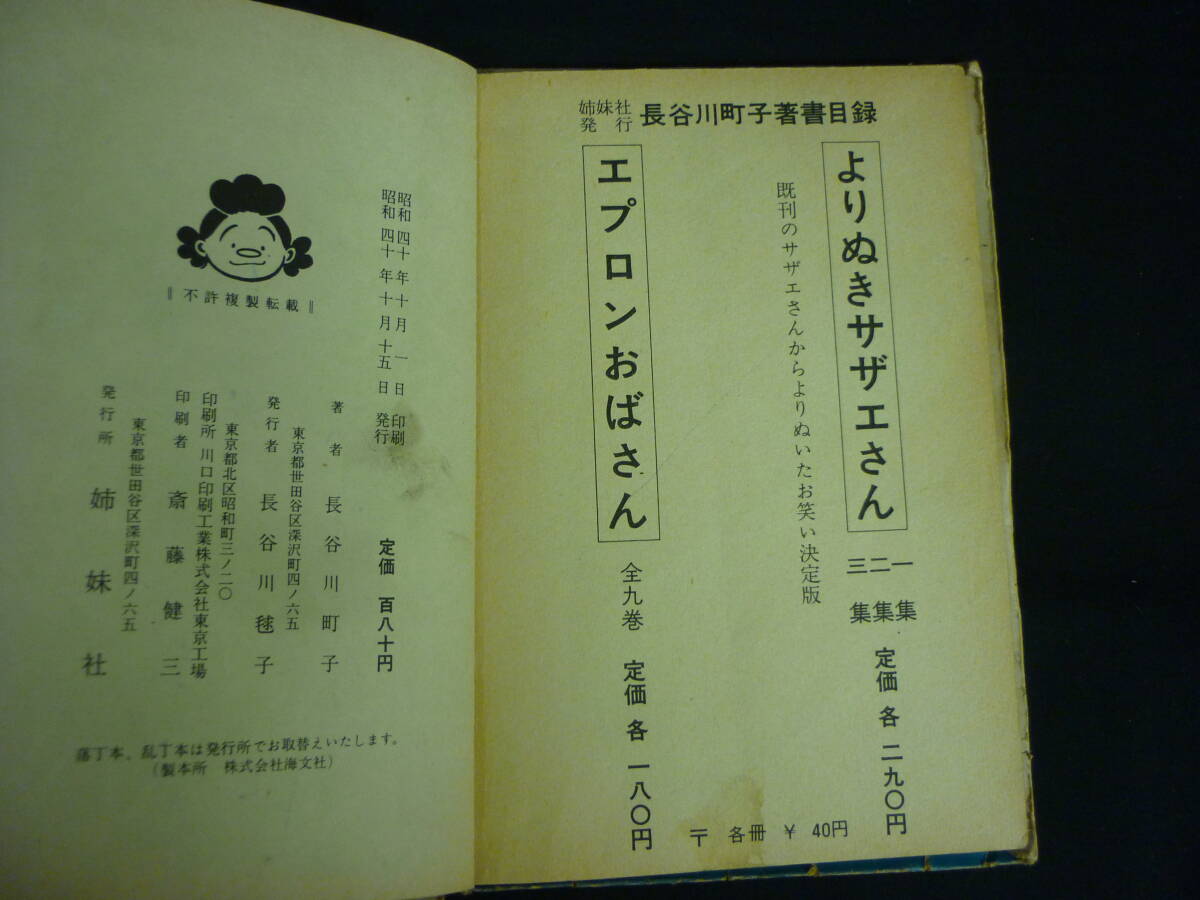 姉妹社
発行
長谷川町子著書目録
よりぬきサザエさん
一集
二集
三集
定価 各 二九〇円
既刊のサザエさんからよりぬいたお笑い決定版
エプロンおばさん
全九巻
定価 各 一八〇円
〒 各冊 ¥ 40円
不許複製転載
昭和四十年十月一日 印刷
昭和四十年十月十五日 発行
定価 百八十円
著者 長谷川町子
東京都世田谷区深沢町四ノ六五
発行者 長谷川毬子
東京都北区昭和町三ノ二〇
印刷所 川口印刷工業株式会社東京工場
印刷者 斎藤健三
東京都世田谷区深沢町四ノ六五
発行所 姉妹社
落丁本、乱丁本は発行所でお取替えいたします。
(製本所 株式会社海文社)